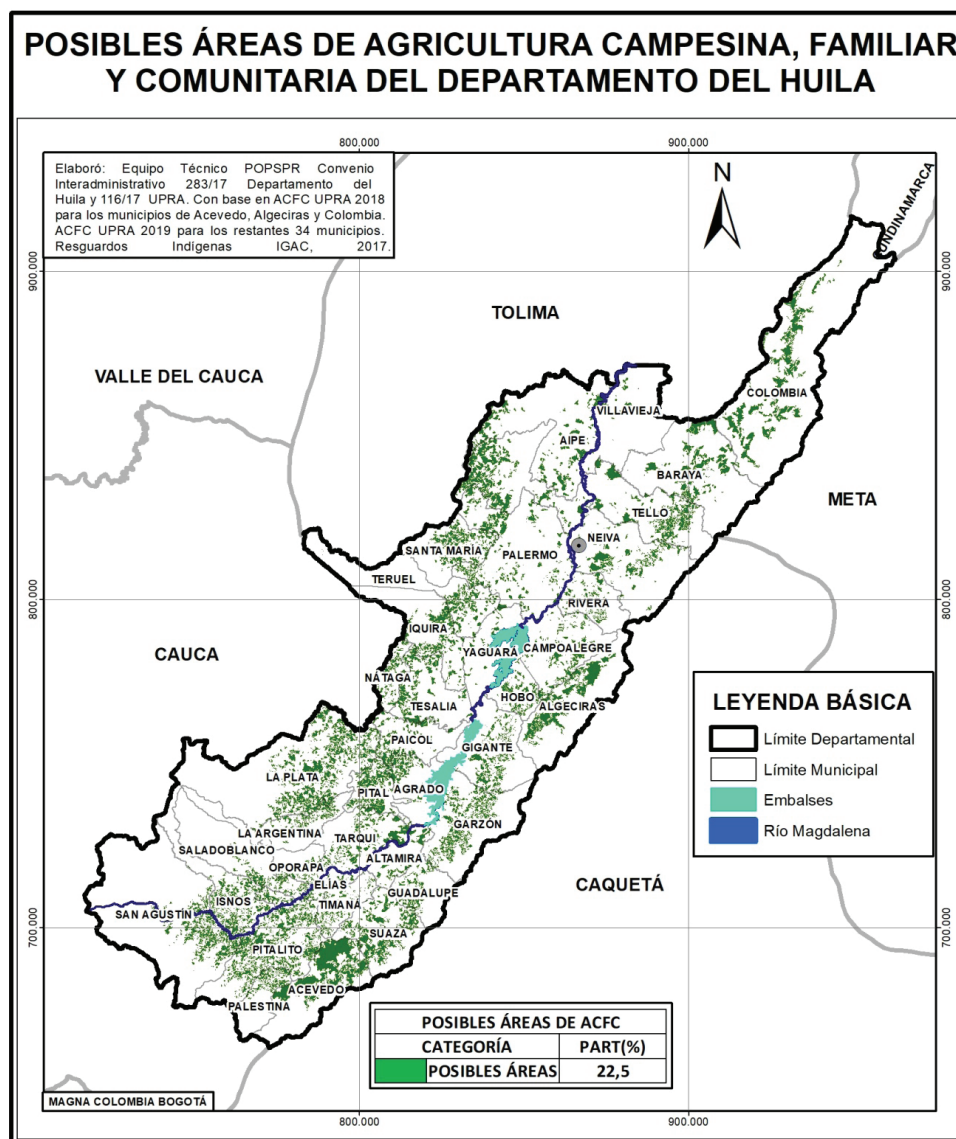 POSIBLES ÁREAS DE AGRICULTURA CAMPESINA, FAMILIAR
Y COMUNITARIA DEL DEPARTAMENTO DEL HUILA
800.000
900.000
Elaboró: Equipo Técnico POPSPR Convenio
Interadministrativo 283/17 Departamento del
Huila y 116/17 UPRA. Con base en ACFC UPRA 2018
para los municipios de Acevedo, Algeciras y Colombia.
ACFC UPRA 2019 para los restantes 34 municipios.
Resguardos Indígenas IGAC, 2017.
N
UNDINAMARCA
900.000
900.000
TOLIMA
VALLE DEL CAUCA
COLOMBIA
VILLAVIEJA
AIPE
BARAYA
META
TELLO
NEIVA
SANTA MARÍA
PALERMO
TERUEL
800.000
800.000
RIVERA
IQUIRA
CAUCA
YAGUARÁ
CAMPOALEGRE
NÁTAGA
HOBO
TESALIA
ALGECIRAS
PAICOL
GIGANTE
LA PLATA
PITAL
AGRADO
GARZÓN
LA ARGENTINA
TARQUI
SALADOBLANCO
ALTAMIRA
OPORAPA
ELÍAS
GUADALUPE
CAQUETÁ
ISNOS
TIMANÁ
SAN AGUSTÍN
700.000
700.000
SUAZA
PITALITO
ACEVEDO
PALESTINA
LEYENDA BÁSICA
Límite Departamental
Límite Municipal
Embalses
Río Magdalena
POSIBLES ÁREAS DE ACFC
CATEGORÍA PART(%)
POSIBLES ÁREAS 22,5
MAGNA COLOMBIA BOGOTÁ
800.000
900.000